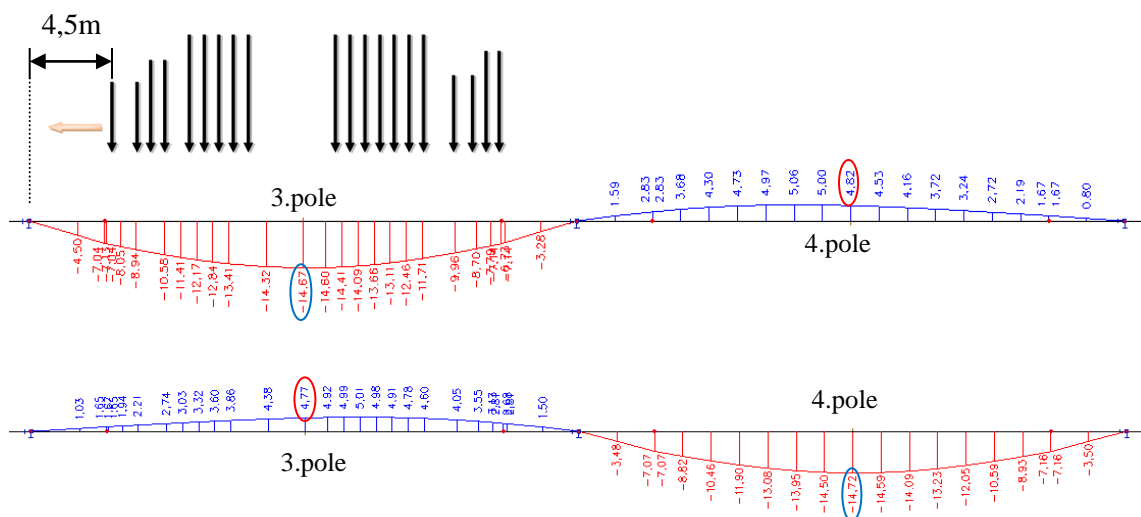 4,5m
3.pole
1.59 2.83 2.83 3.68 4.30 4.73 4.97 5.06 5.00 4.82 4.53 4.16 3.72 3.24 2.72 2.19 1.67 1.67 0.80
4.pole
-4,50 -7,04 -8,05 -8,94 -10,58 -11,41 -12,17 -12,84 -13,41 -14,32 -14,67 -14,60 -14,41 -14,09 -13,66 -13,11 -12,46 -11,71 -9,96 -8,70 -3,28
4.pole
1,03 1,65 1,94 2,21 2,74 3,03 3,32 3,60 3,86 4,38 4,77 4,92 4,99 5,01 4,98 4,91 4,78 4,60 4,05 3,55 1,50
3.pole
-3,48 -7,07 -7,07 -8,82 -10,46 -11,90 -13,08 -13,95 -14,50 -14,72 -14,59 -14,09 -13,23 -12,05 -10,59 -8,93 -7,16 -7,16 -3,50